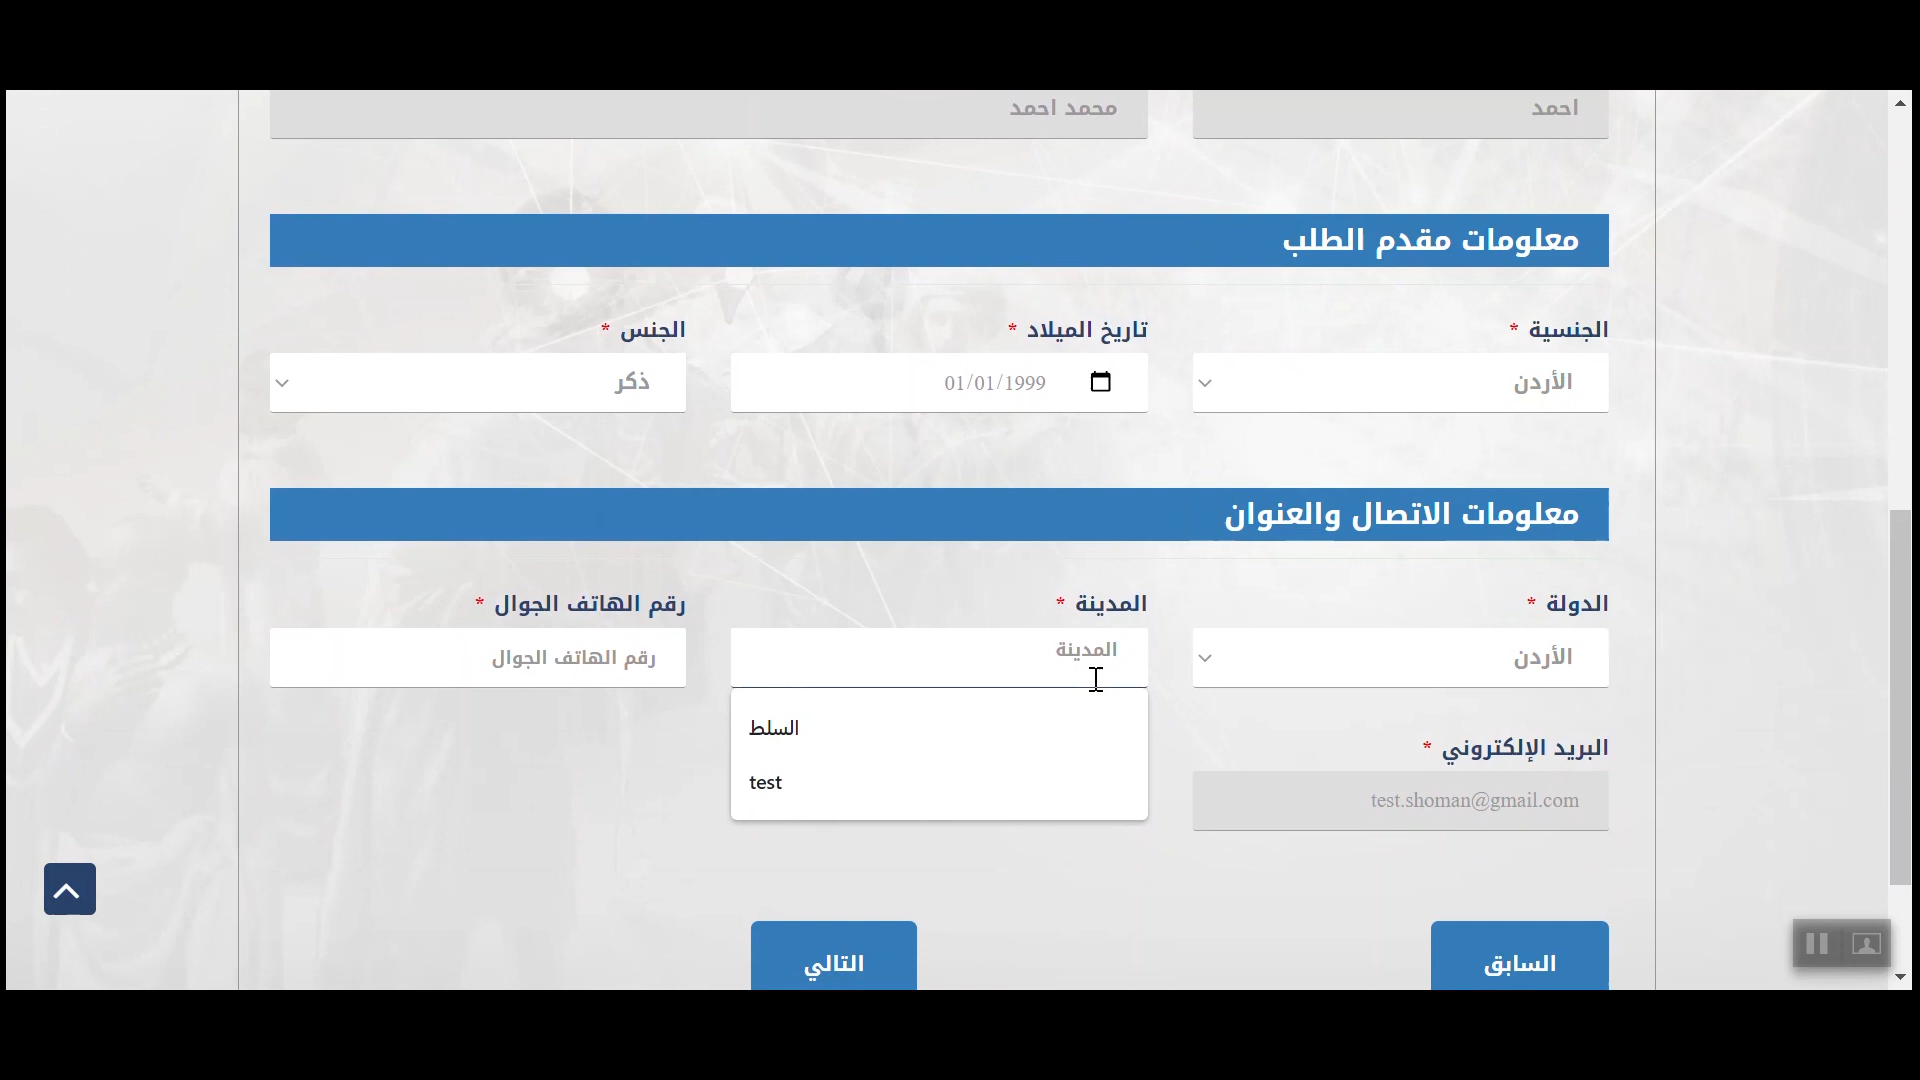 احمد
محمد احمد
معلومات مقدم الطلب
الجنسية *
تاريخ الميلاد *
الجنس *
الأردن
01/01/1999
ذكر
معلومات الاتصال والعنوان
الدولة *
المدينة *
رقم الهاتف الجوال *
الأردن
المدينة
رقم الهاتف الجوال
السلط
test
البريد الإلكتروني *
test.shoman@gmail.com
السابق
التالي